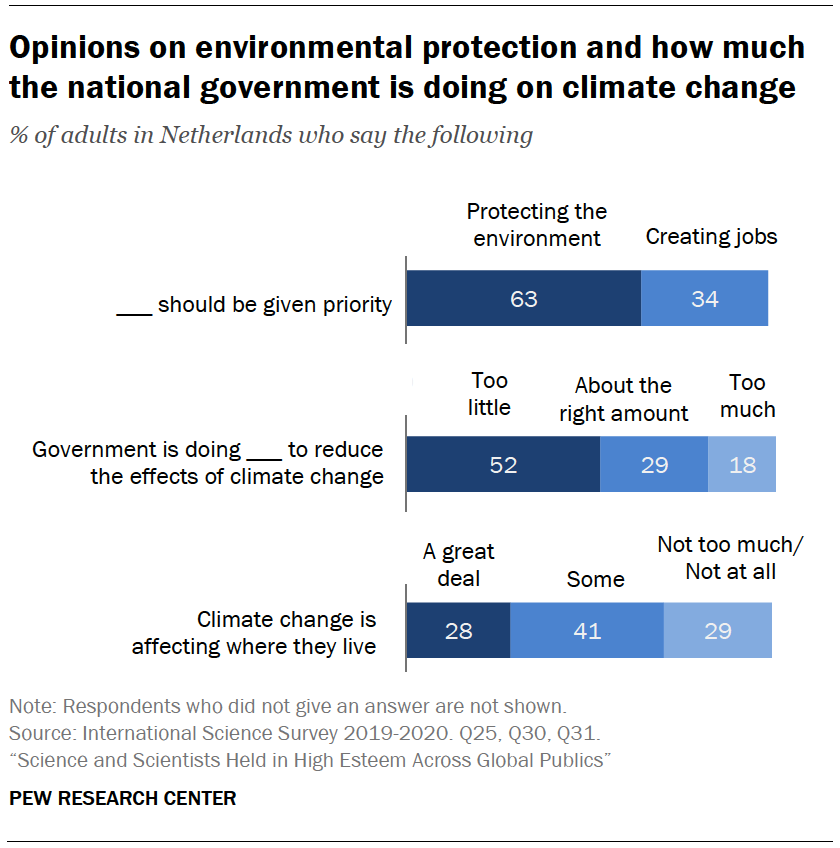 Opinions on environmental protection and how much
the national government is doing on climate change
% of adults in Netherlands who say the following
Protecting the
environment
Creating jobs
___ should be given priority
63
34
Too
little
About the
right amount
Too
much
Government is doing ___ to reduce
the effects of climate change
52
29
18
A great
deal
Some
Not too much/
Not at all
Climate change is
affecting where they live
28
41
29
Note: Respondents who did not give an answer are not shown.
Source: International Science Survey 2019-2020. Q25, Q30, Q31.
“Science and Scientists Held in High Esteem Across Global Publics”
PEW RESEARCH CENTER